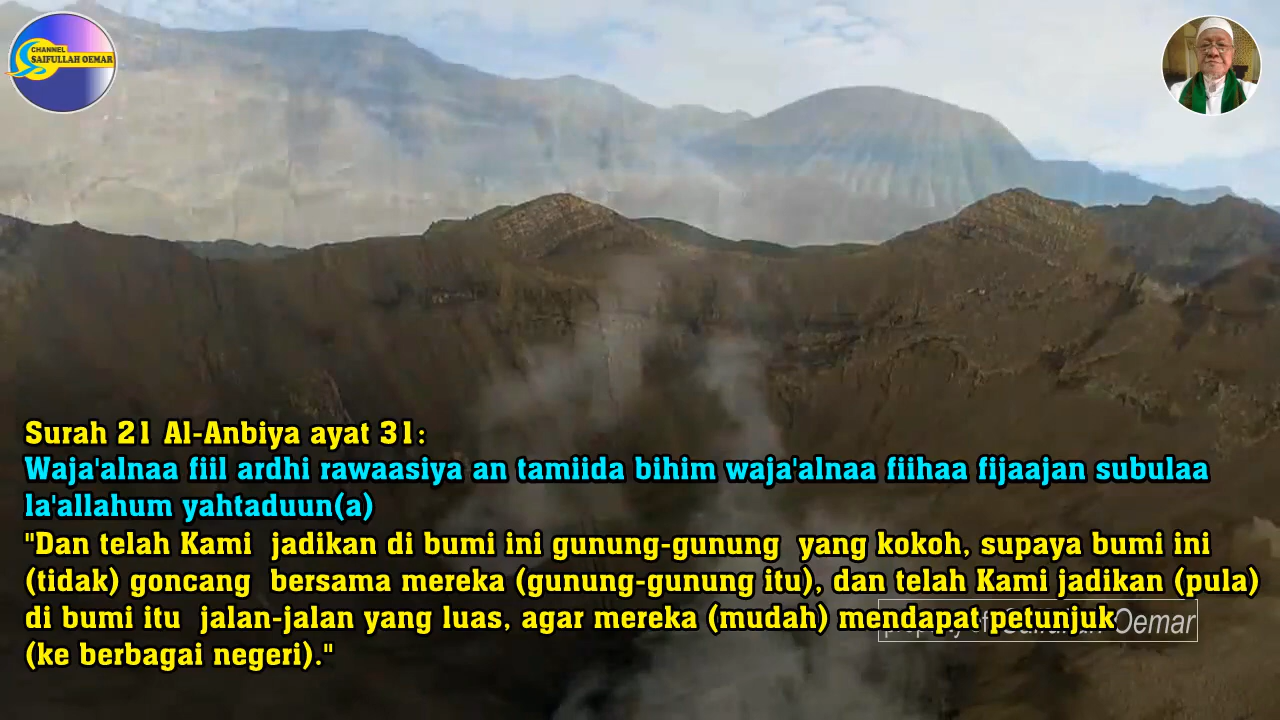 CHANNEL
SAIFULLAH OEMAR
Surah 21 Al-Anbiya ayat 31:
Waja'alnaa fiil ardhi rawaasiya an tamiida bihim waja'alnaa fiihaa fijaajan subulaa
la'allahum yahtaduun(a)
"Dan telah Kami jadikan di bumi ini gunung-gunung yang kokoh, supaya bumi ini
(tidak) goncang bersama mereka (gunung-gunung itu), dan telah Kami jadikan (pula)
di bumi itu jalan-jalan yang luas, agar mereka (mudah) mendapat petunjuk
property of Saifullah Oemar
(ke berbagai negeri)."